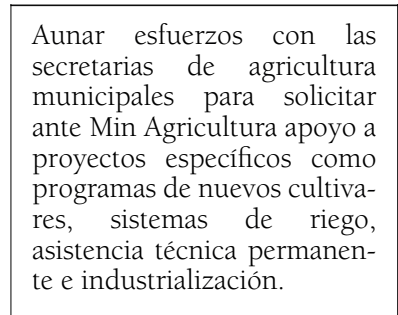 Aunar esfuerzos con las
secretarias de agricultura
municipales para solicitar
ante Min Agricultura apoyo a
proyectos específicos como
programas de nuevos cultiva-
res, sistemas de riego,
asistencia técnica permanen-
te e industrialización.